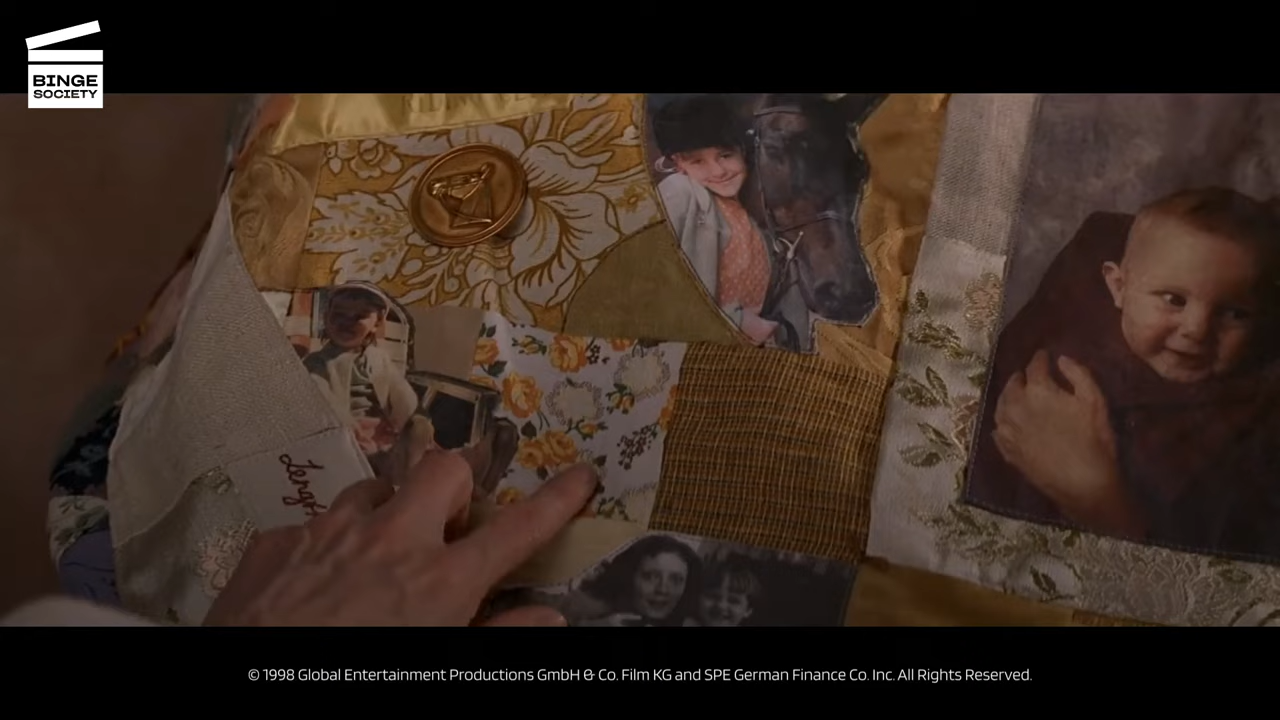 BINGE
SOCIETY
© 1998 Global Entertainment Productions GmbH & Co. Film KG and SPE German Finance Co. Inc. All Rights Reserved.